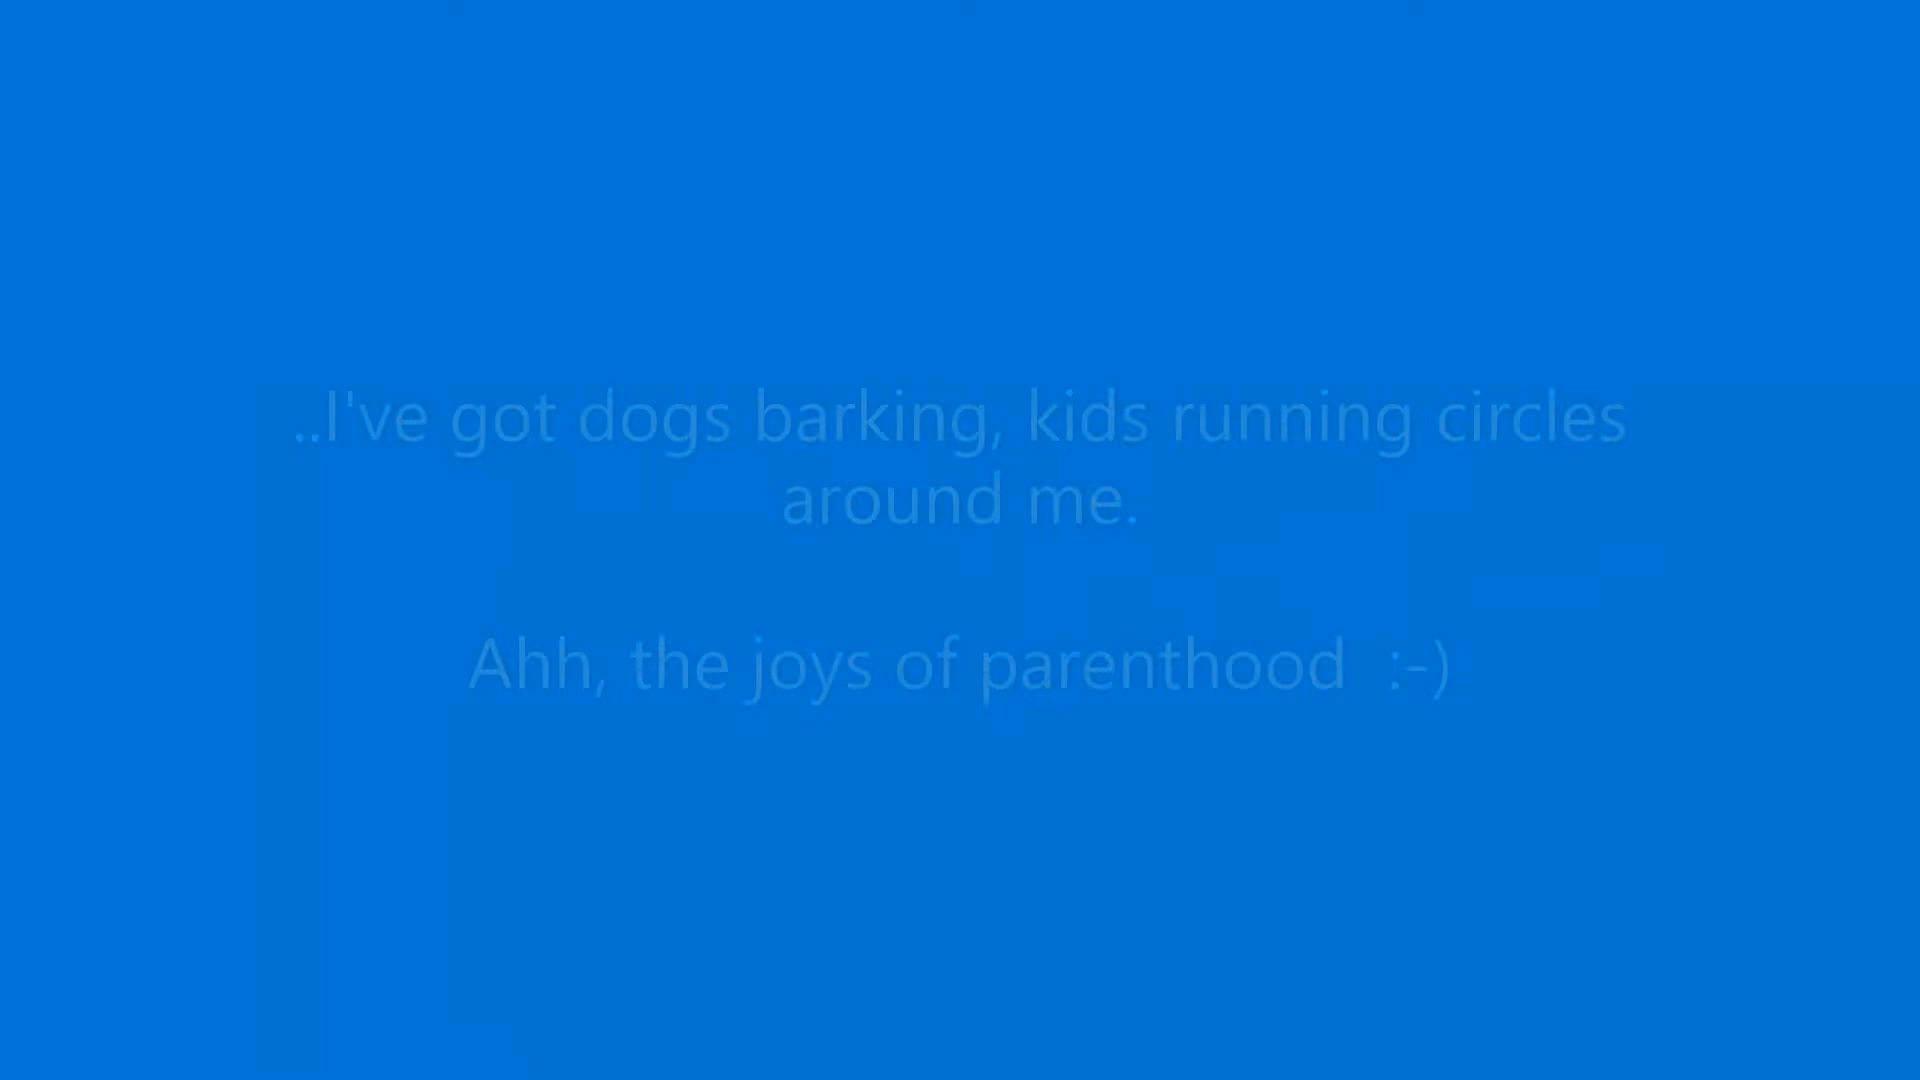 ..I've got dogs barking, kids running circles
around me.
Ahh, the joys of parenthood  :-)